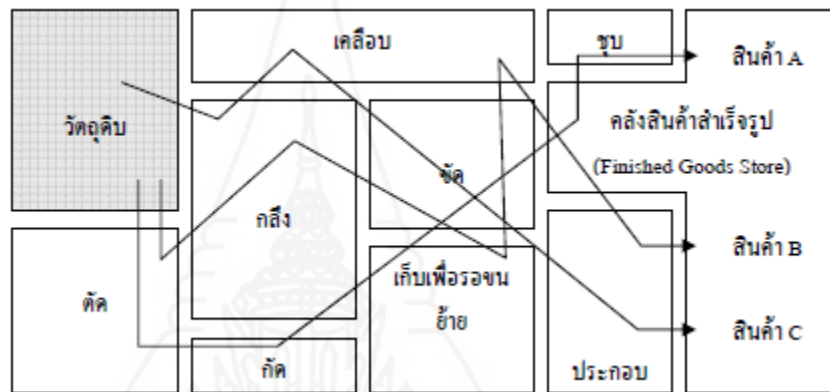 เคลือบ
ชุบ
สินค้า A
วัตถุดิบ
คลังสินค้าสำเร็จรูป
(Finished Goods Store)
ขัด
กลึง
สินค้า B
เก็บเพื่อรอขน
ย้าย
ตัด
สินค้า C
กัด
ประกอบ